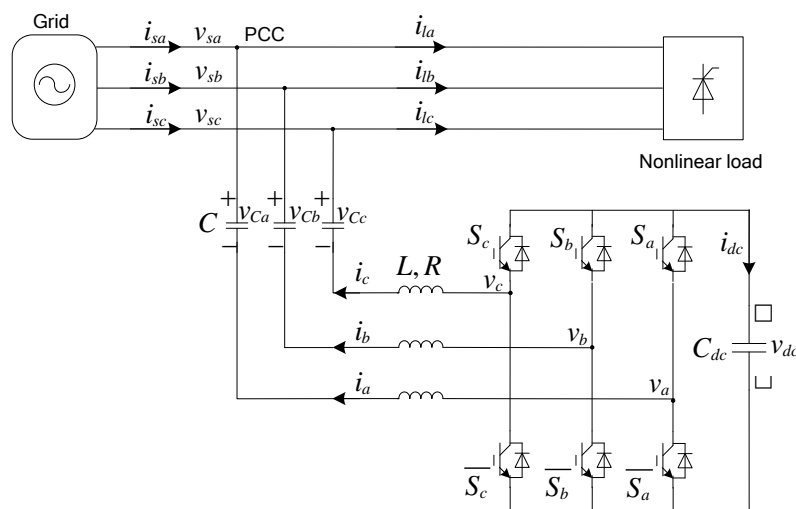 Grid
i_sa v_sa PCC i_la
i_sb v_sb i_lb
i_sc v_sc i_lc
Nonlinear load
C v_Ca v_Cb v_Cc
S_c S_b S_a i_dc
i_c L, R v_c
i_b v_b C_dc v_dc
i_a v_a
S̅_c S̅_b S̅_a